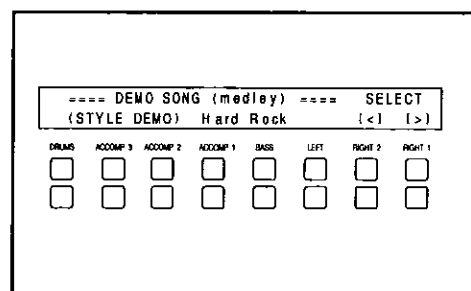 ==== DEMO SONG (medley) ==== SELECT
(STYLE DEMO) Hard Rock [<] [>]
DRUMS ACCOMP 3 ACCOMP 2 ACCOMP 1 BASS LEFT RIGHT 2 RIGHT 1